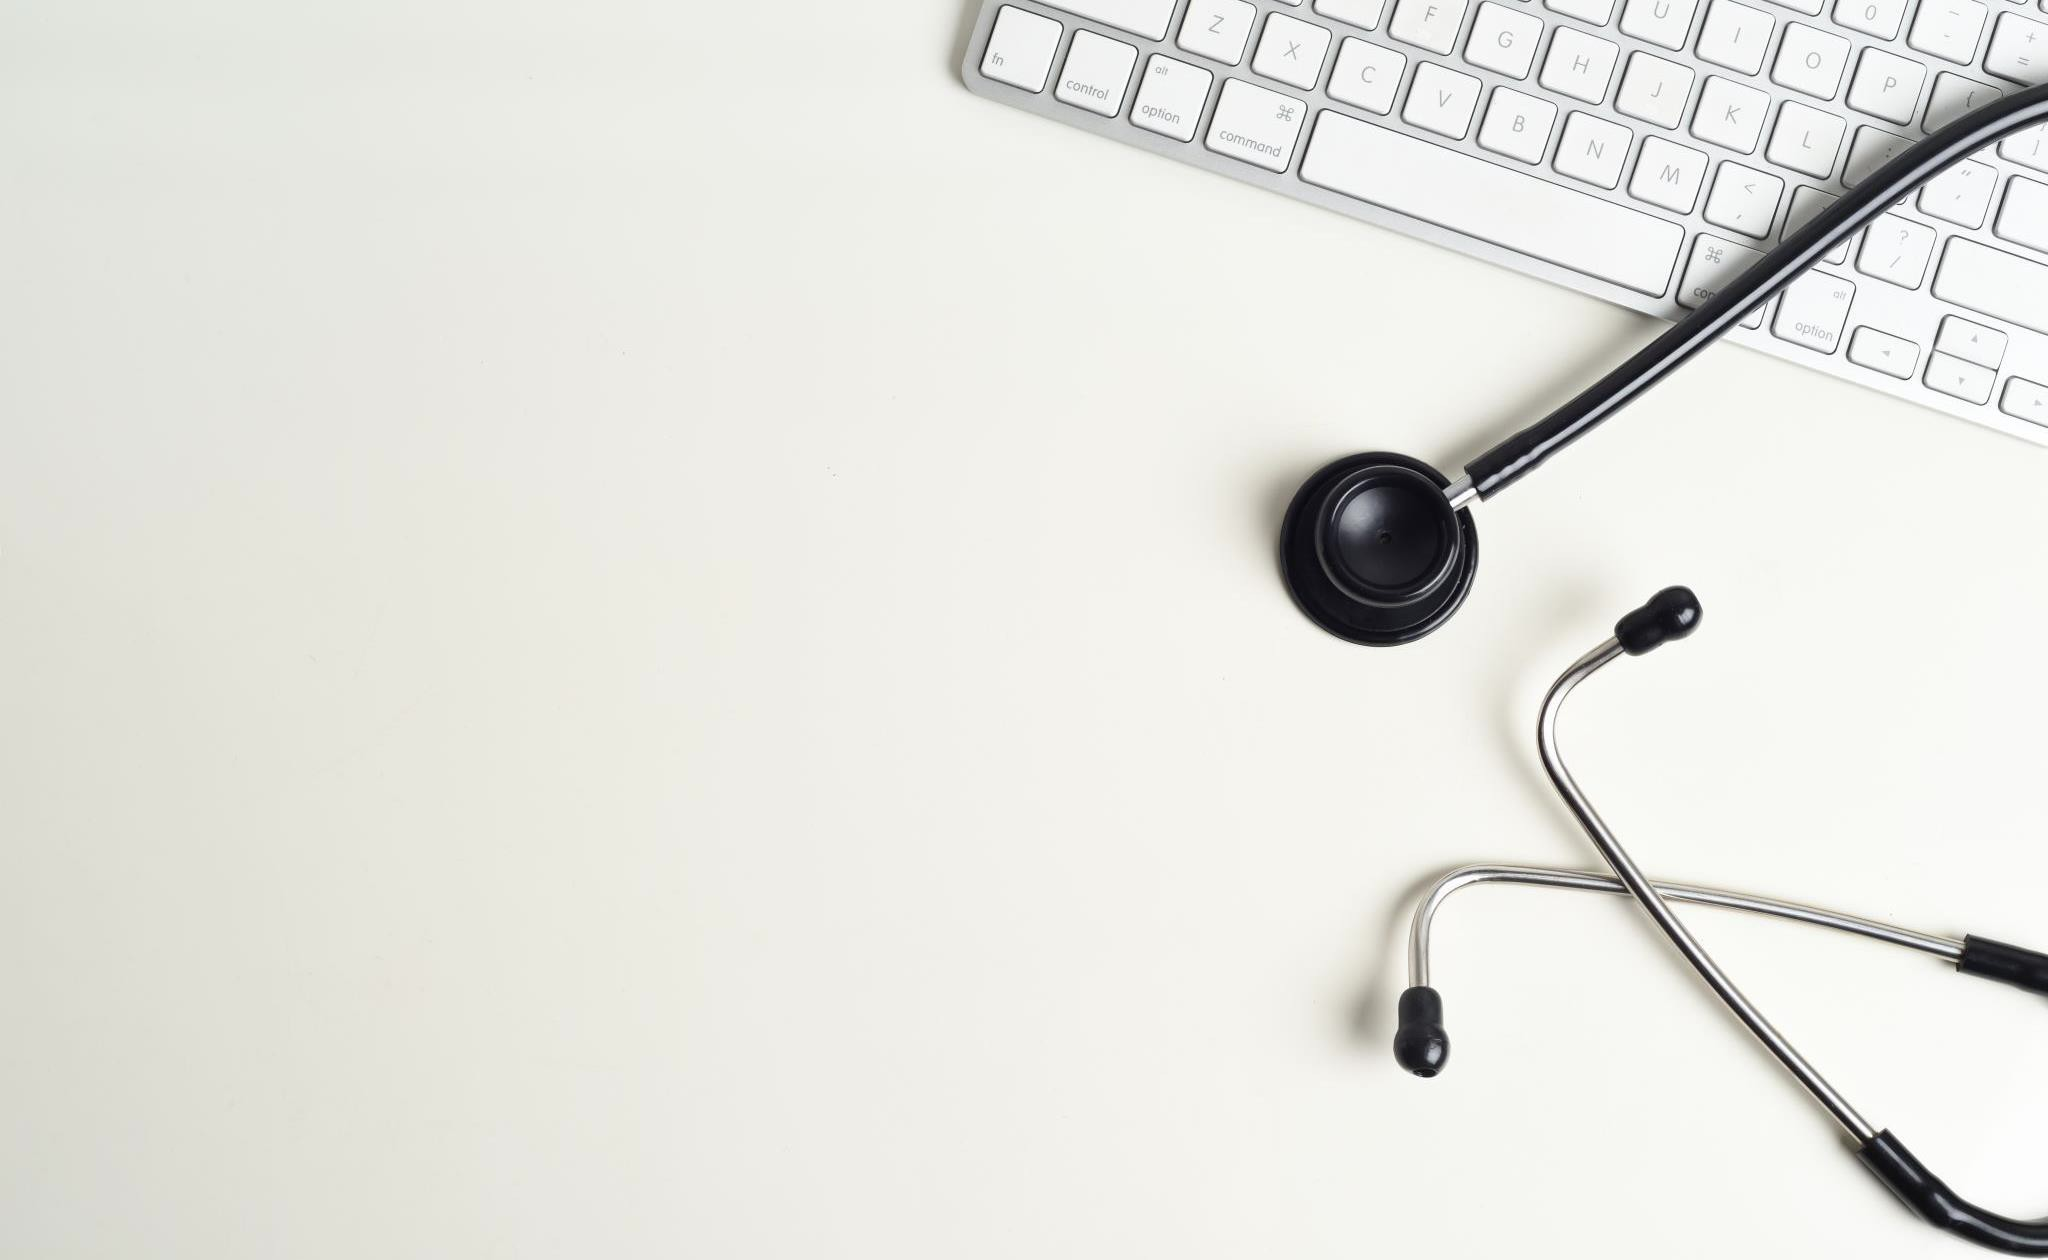 F U I O _ -
0 + =
Z X C V G H J K P {
fn control alt option ⌘ command B N M L : " '
< , ? /
⌘ alt option